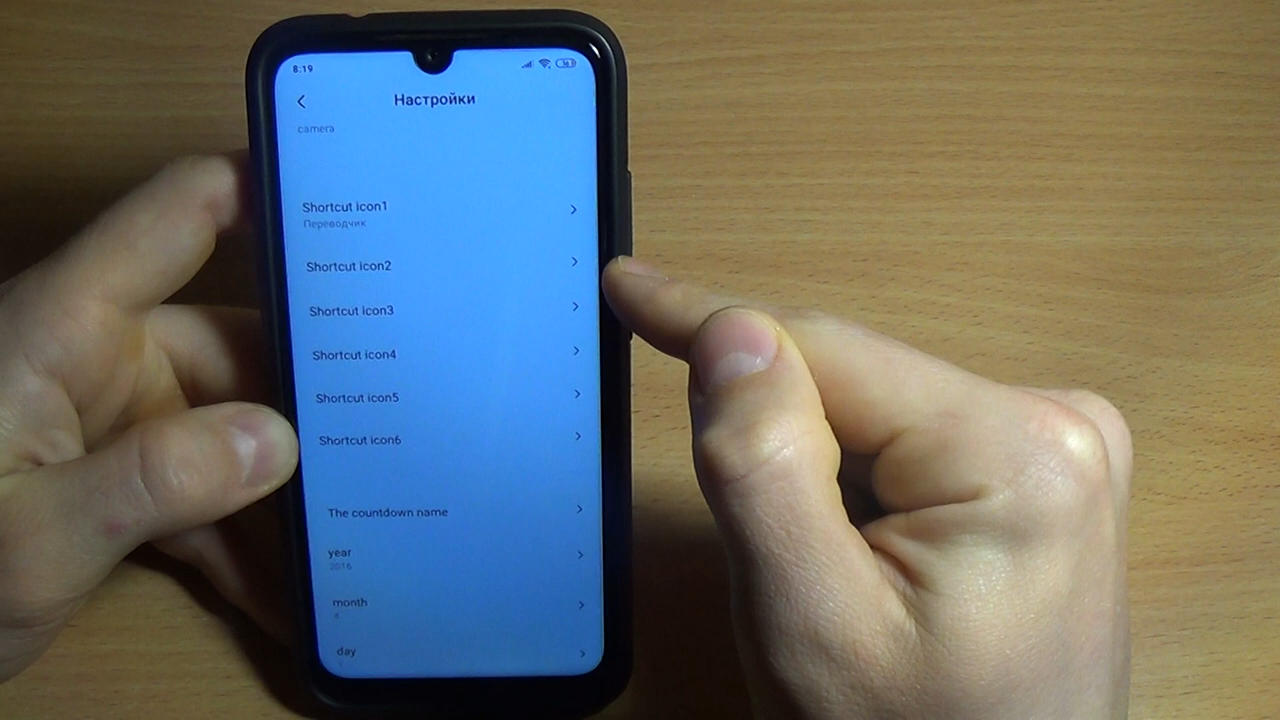 8:19
Настройки
camera
Shortcut icon1
Переводчик
Shortcut icon2
Shortcut icon3
Shortcut icon4
Shortcut icon5
Shortcut icon6
The countdown name
year
2016
month
day